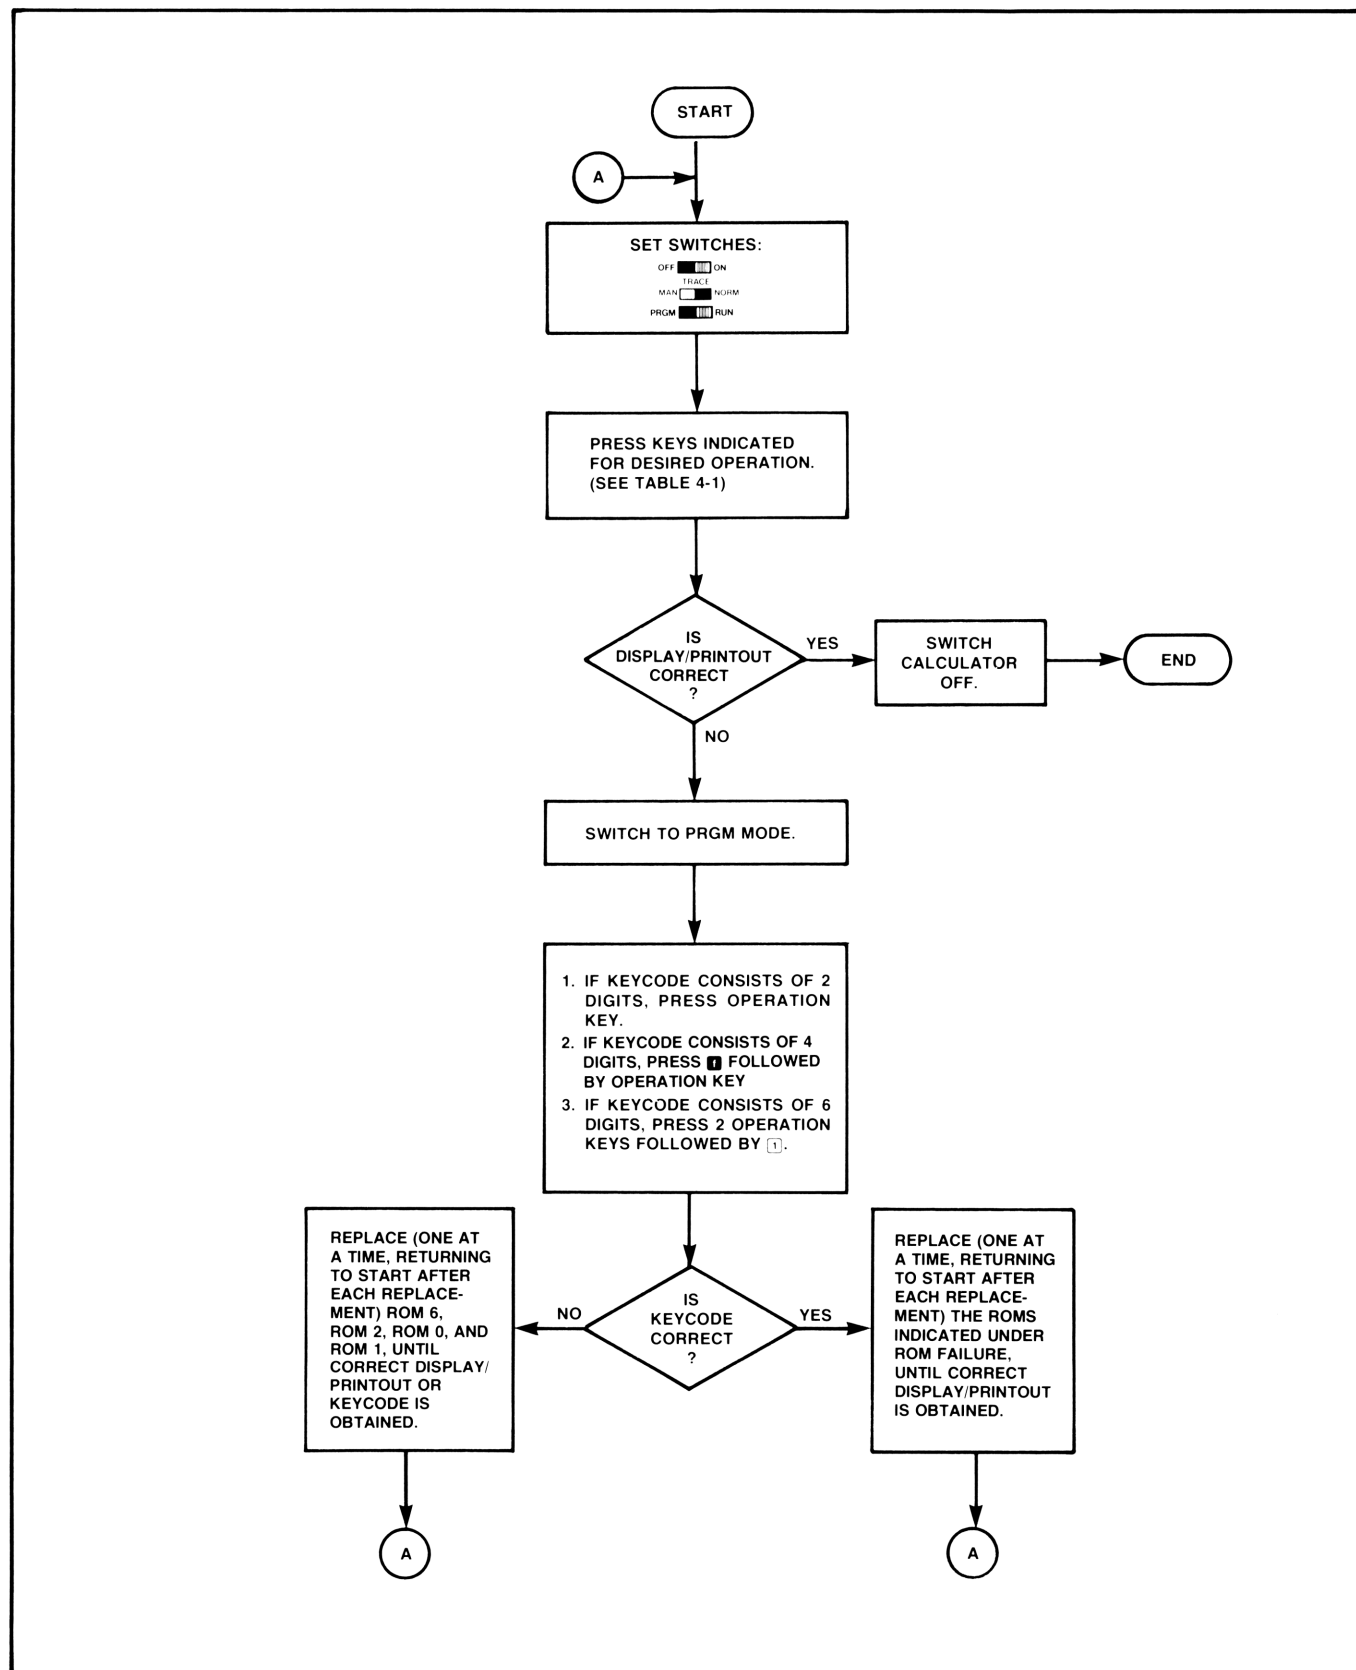 START
A
SET SWITCHES:
OFF ON
TRACE
MAN NORM
PRGM RUN
PRESS KEYS INDICATED
FOR DESIRED OPERATION.
(SEE TABLE 4-1)
IS
DISPLAY/PRINTOUT
CORRECT
?
YES
SWITCH
CALCULATOR
OFF.
END
NO
SWITCH TO PRGM MODE.
1. IF KEYCODE CONSISTS OF 2
DIGITS, PRESS OPERATION
KEY.
2. IF KEYCODE CONSISTS OF 4
DIGITS, PRESS f FOLLOWED
BY OPERATION KEY
3. IF KEYCODE CONSISTS OF 6
DIGITS, PRESS 2 OPERATION
KEYS FOLLOWED BY 1.
IS
KEYCODE
CORRECT
?
NO
REPLACE (ONE AT
A TIME, RETURNING
TO START AFTER
EACH REPLACE-
MENT) ROM 6,
ROM 2, ROM 0, AND
ROM 1, UNTIL
CORRECT DISPLAY/
PRINTOUT OR
KEYCODE IS
OBTAINED.
A
YES
REPLACE (ONE AT
A TIME, RETURNING
TO START AFTER
EACH REPLACE-
MENT) THE ROMS
INDICATED UNDER
ROM FAILURE,
UNTIL CORRECT
DISPLAY/PRINTOUT
IS OBTAINED.
A